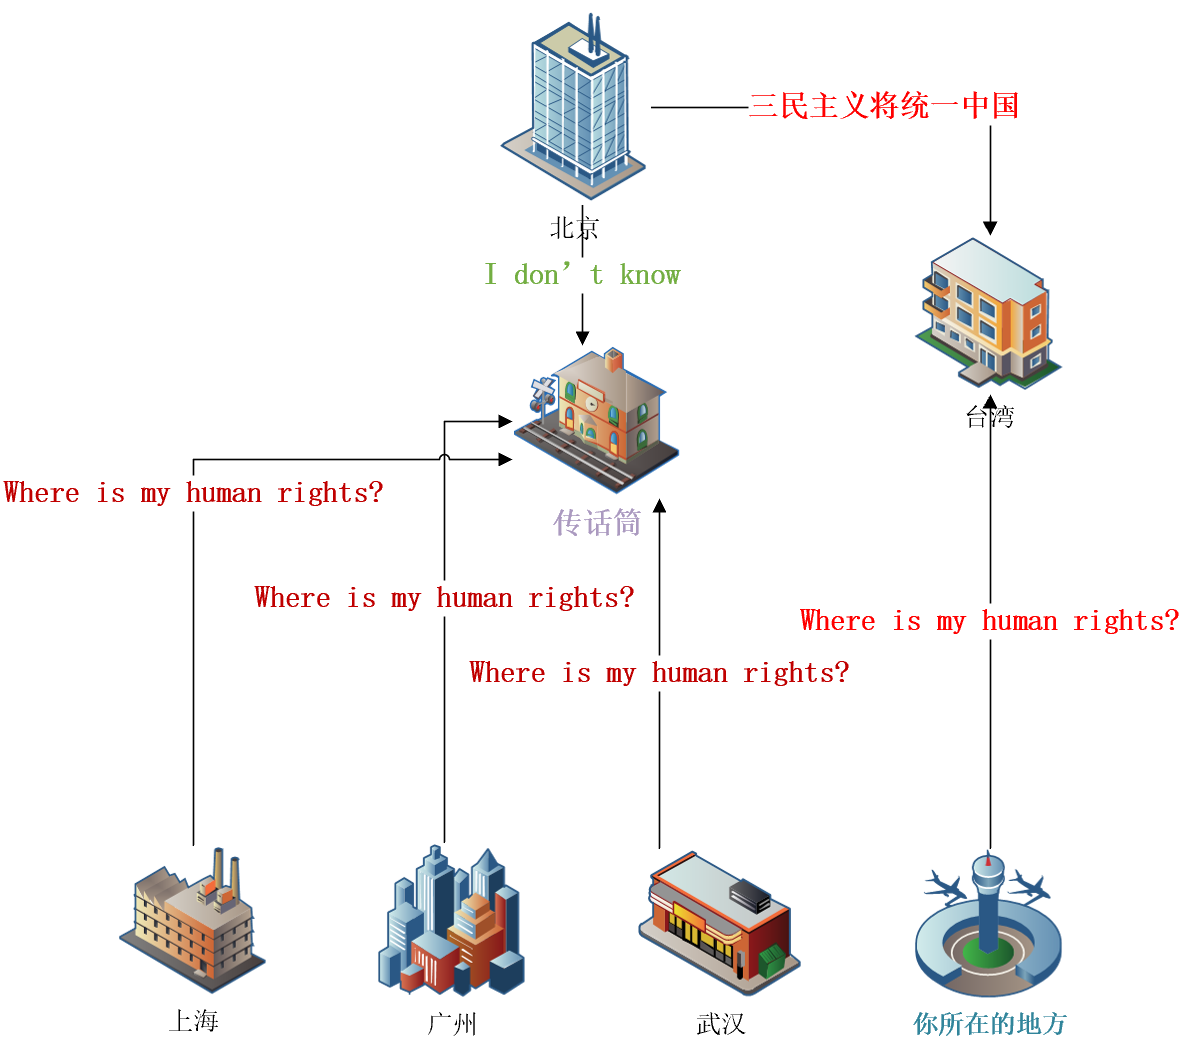 三民主义将统一中国
北京
I don’t know
台湾
Where is my human rights?
传话筒
Where is my human rights?
Where is my human rights?
Where is my human rights?
上海
广州
武汉
你所在的地方